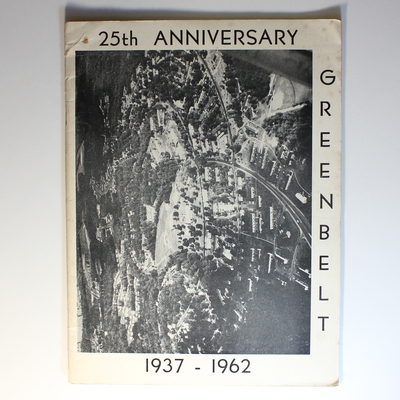 25th ANNIVERSARY
GREENBELT
1937 - 1962